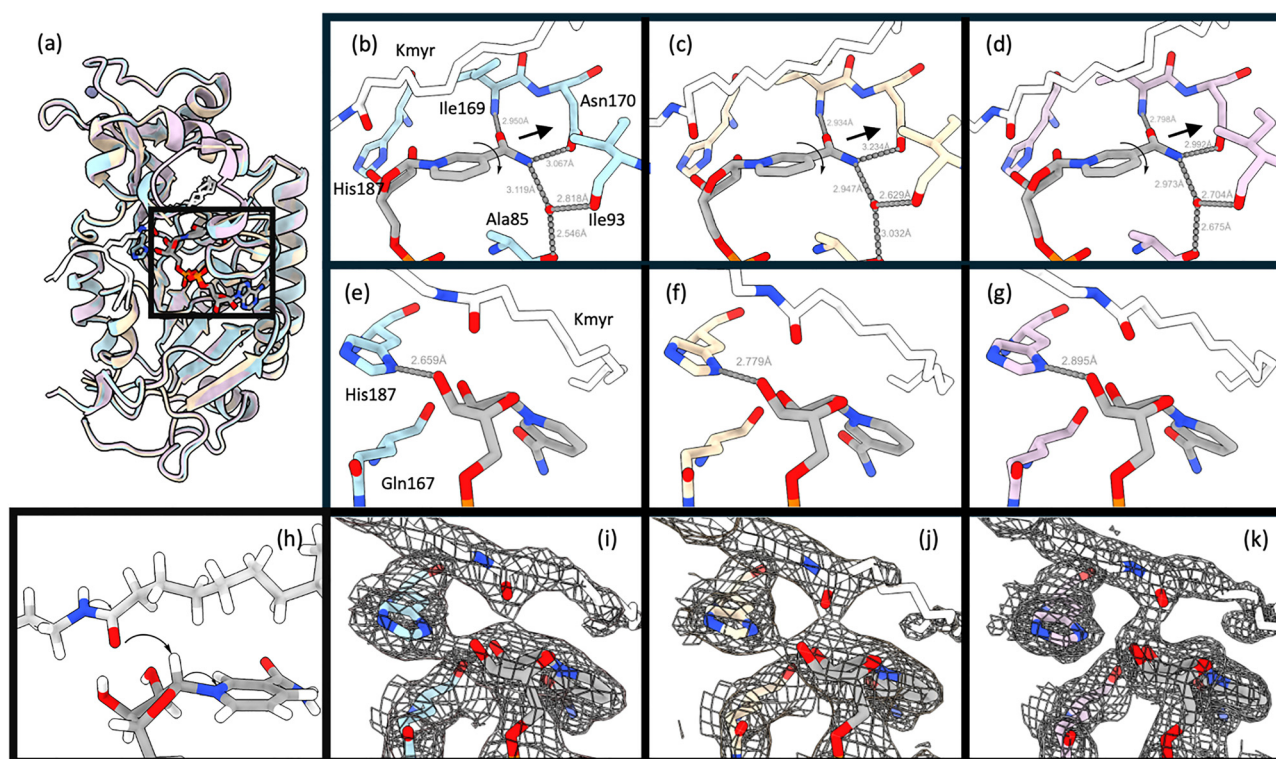 (a)
(b)
Kmyr
Ile169
Asn170
2.950Å
3.067Å
3.119Å
2.818Å
His187
Ala85
Ile93
2.546Å
(c)
2.934Å
3.234Å
2.947Å
2.629Å
3.032Å
(d)
2.798Å
2.992Å
2.973Å
2.704Å
2.675Å
(e)
Kmyr
2.659Å
His187
Gln167
(f)
2.779Å
(g)
2.895Å
(h)
(i)
(j)
(k)